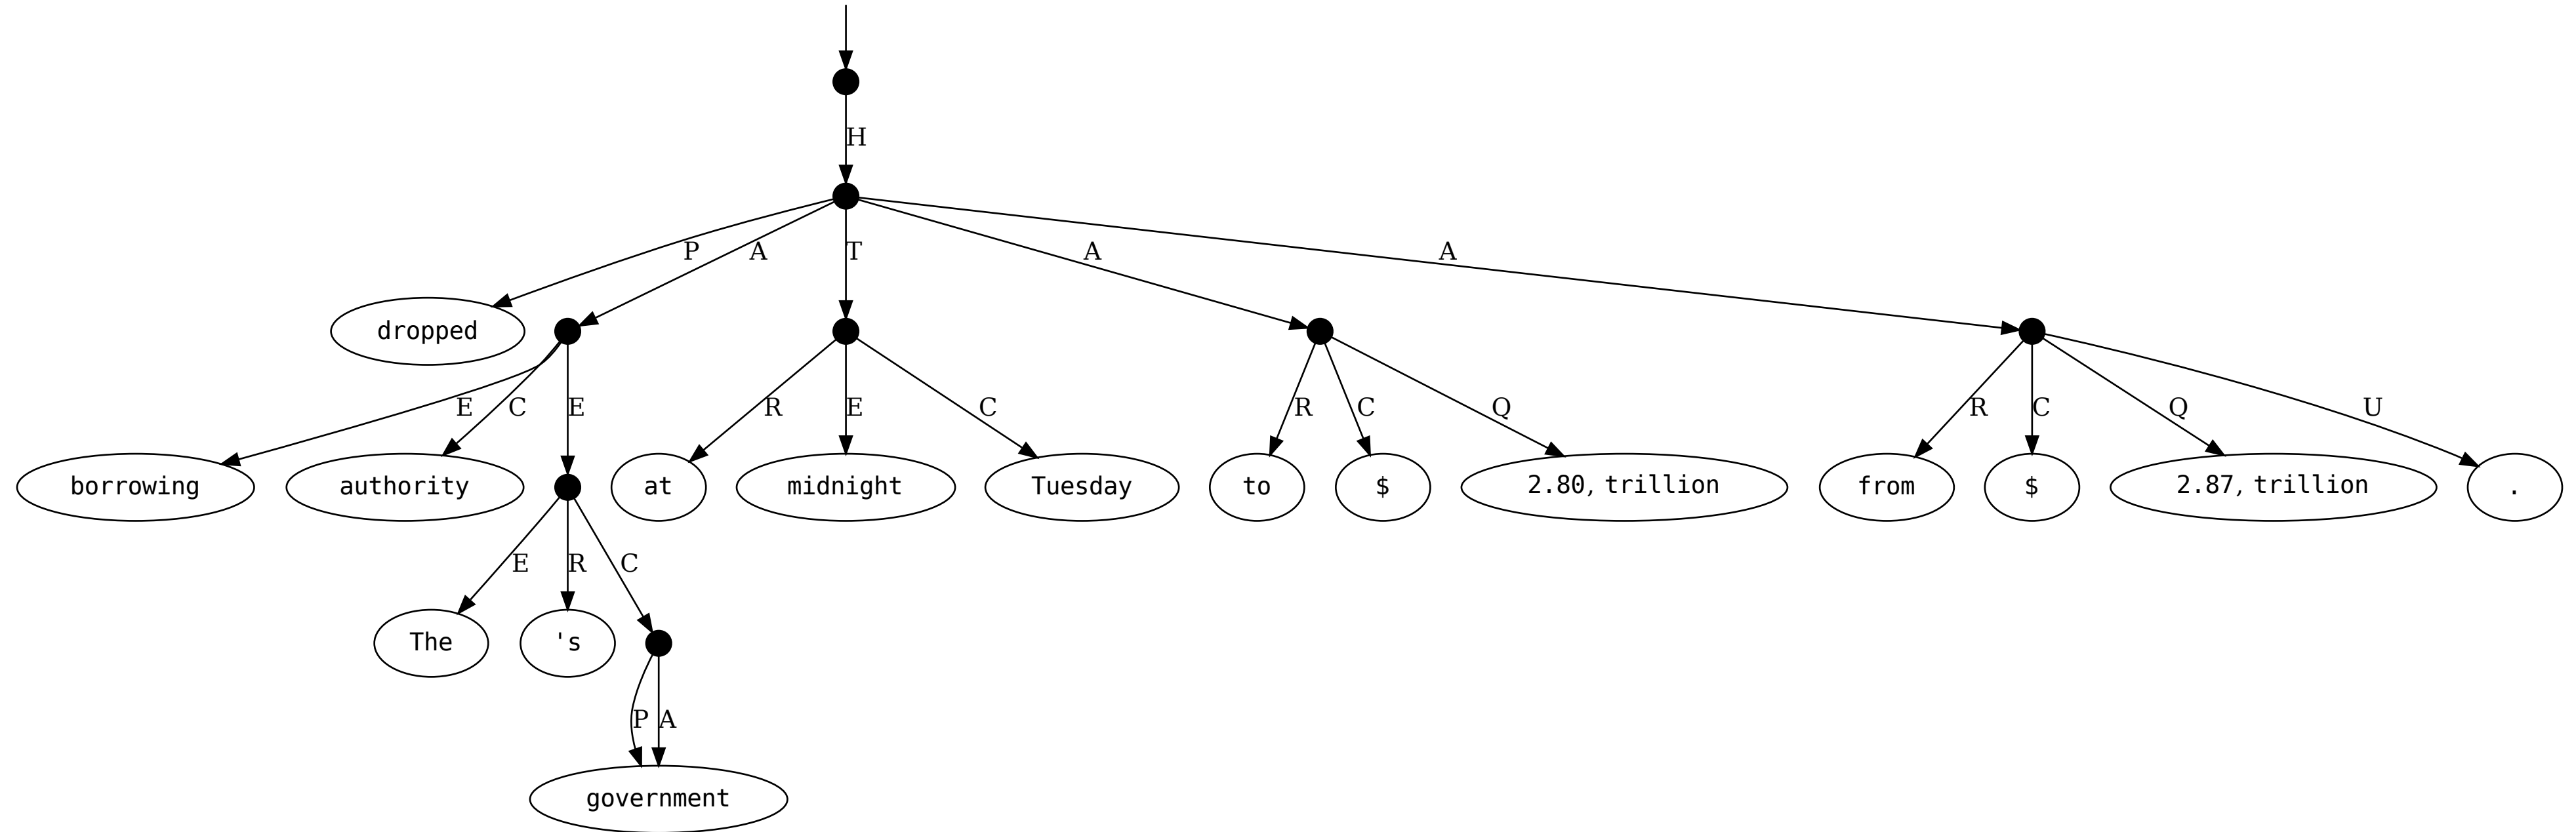 H
P A T A A
dropped
E C E R E C R C Q R C Q U
borrowing authority at midnight Tuesday to $ 2.80, trillion from $ 2.87, trillion .
E R C
The 's
P A
government